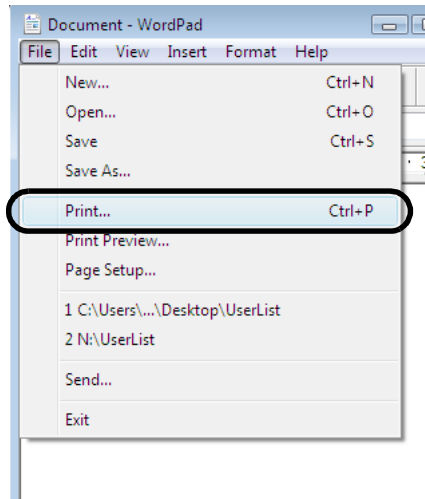 Document - WordPad
File Edit View Insert Format Help
New... Ctrl+N
Open... Ctrl+O
Save Ctrl+S
Save As...
Print... Ctrl+P
Print Preview...
Page Setup...
1 C:\Users\...\Desktop\UserList
2 N:\UserList
Send...
Exit